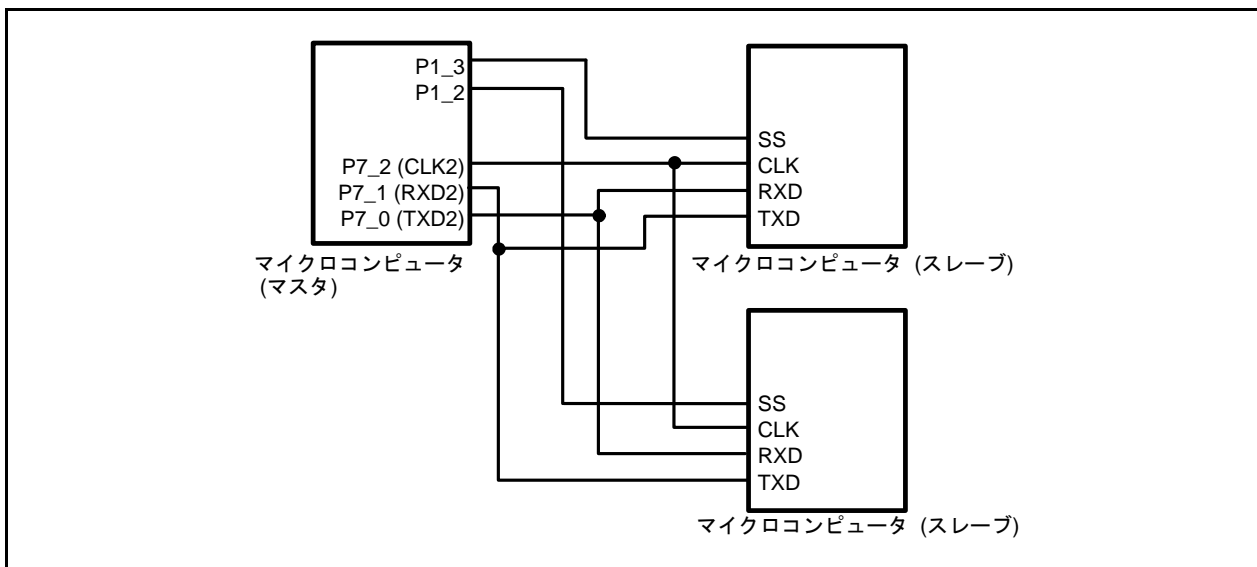 P1_3
P1_2
P7_2 (CLK2)
P7_1 (RXD2)
P7_0 (TXD2)
マイクロコンピュータ
(マスタ)
SS
CLK
RXD
TXD
マイクロコンピュータ (スレーブ)
SS
CLK
RXD
TXD
マイクロコンピュータ (スレーブ)